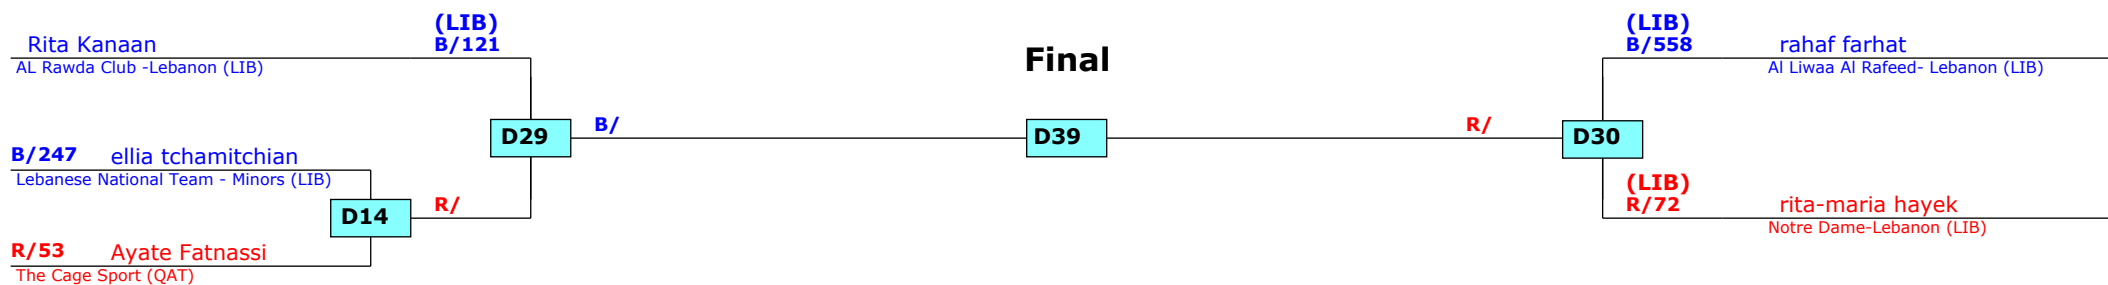 (LIB)
Rita Kanaan B/121
AL Rawda Club -Lebanon (LIB)
Final
(LIB)
B/558 rahaf farhat
Al Liwaa Al Rafeed- Lebanon (LIB)
D29 B/ D39 R/ D30
B/247 ellia tchamitchian
Lebanese National Team - Minors (LIB)
D14 R/
R/53 Ayate Fatnassi
The Cage Sport (QAT)
(LIB)
R/72 rita-maria hayek
Notre Dame-Lebanon (LIB)